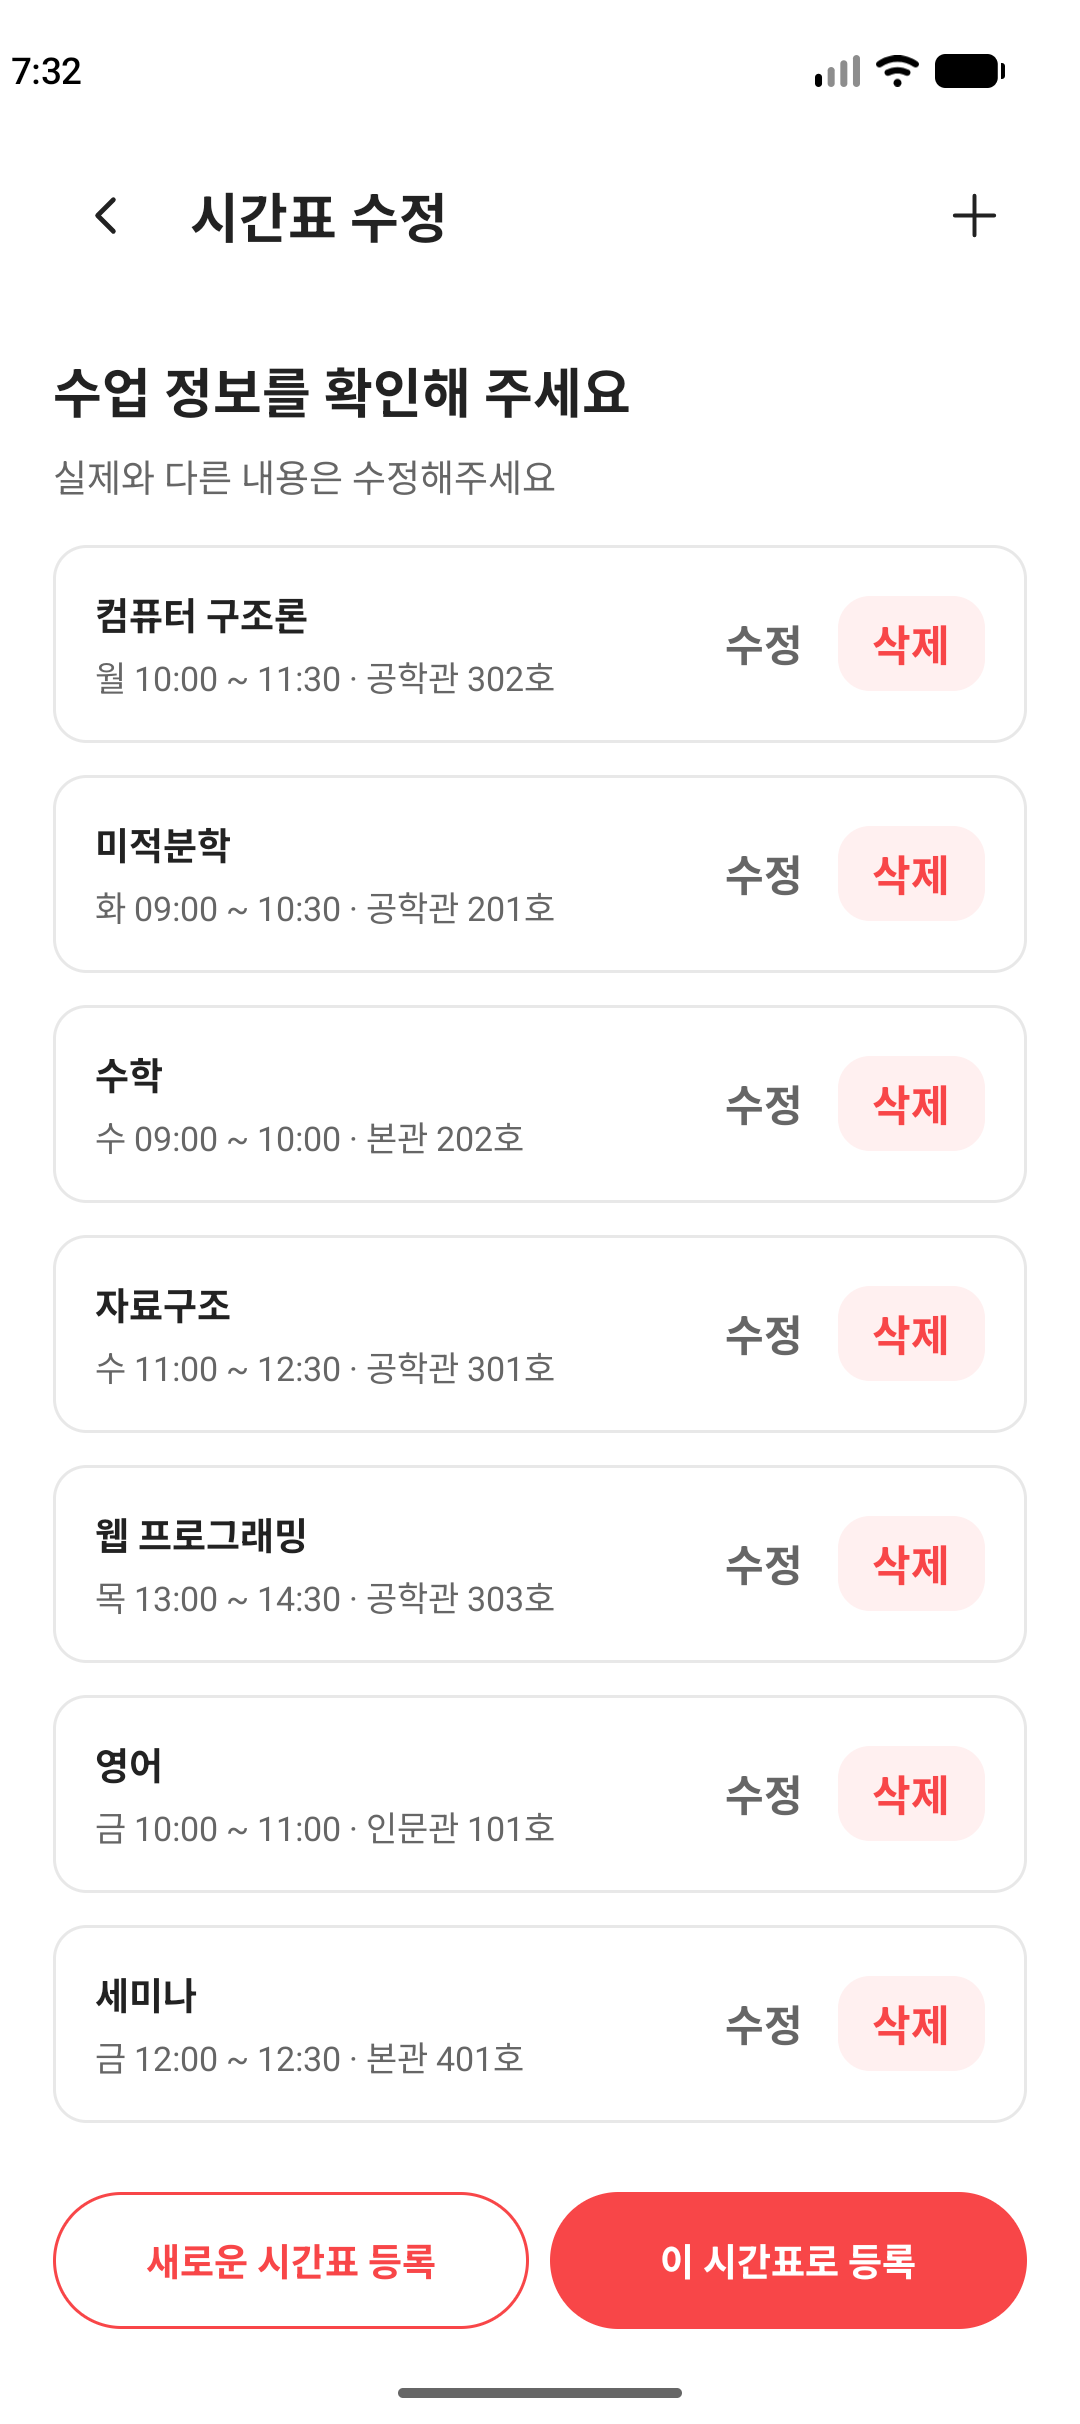 7:32
시간표 수정
수업 정보를 확인해 주세요
실제와 다른 내용은 수정해주세요
컴퓨터 구조론
월 10:00 ~ 11:30 · 공학관 302호
수정 삭제
미적분학
화 09:00 ~ 10:30 · 공학관 201호
수정 삭제
수학
수 09:00 ~ 10:00 · 본관 202호
수정 삭제
자료구조
수 11:00 ~ 12:30 · 공학관 301호
수정 삭제
웹 프로그래밍
목 13:00 ~ 14:30 · 공학관 303호
수정 삭제
영어
금 10:00 ~ 11:00 · 인문관 101호
수정 삭제
세미나
금 12:00 ~ 12:30 · 본관 401호
수정 삭제
새로운 시간표 등록 이 시간표로 등록